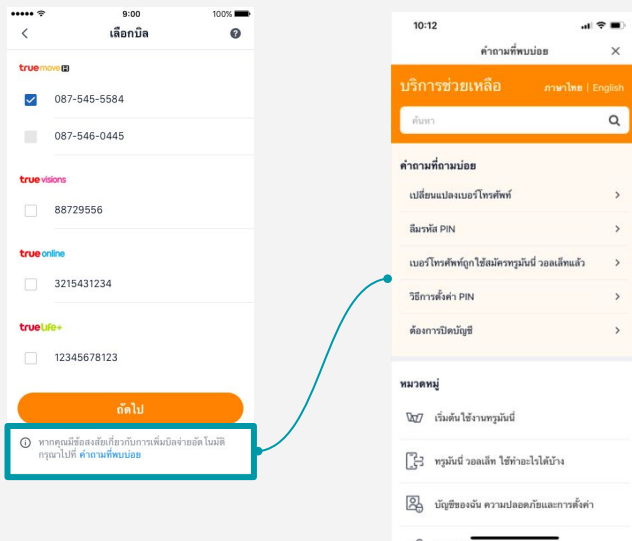 9:00
100%
เลือกบิล
truemove H
087-545-5584
087-546-0445
truevisions
88729556
trueonline
3215431234
trueLife+
12345678123
ถัดไป
หากคุณมีข้อสงสัยเกี่ยวกับการเพิ่มบิลจ่ายอัตโนมัติ
กรุณาไปที่ คำถามที่พบบ่อย
10:12
คำถามที่พบบ่อย
บริการช่วยเหลือ
ภาษาไทย | English
ค้นหา
คำถามที่ถามบ่อย
เปลี่ยนแปลงเบอร์โทรศัพท์
ลืมรหัส PIN
เบอร์โทรศัพท์ถูกใช้สมัครทรูมันนี่ วอลเล็ทแล้ว
วิธีการตั้งค่า PIN
ต้องการปิดบัญชี
หมวดหมู่
เริ่มต้นใช้งานทรูมันนี่
ทรูมันนี่ วอลเล็ท ใช้ทำอะไรได้บ้าง
บัญชีของฉัน ความปลอดภัยและการตั้งค่า